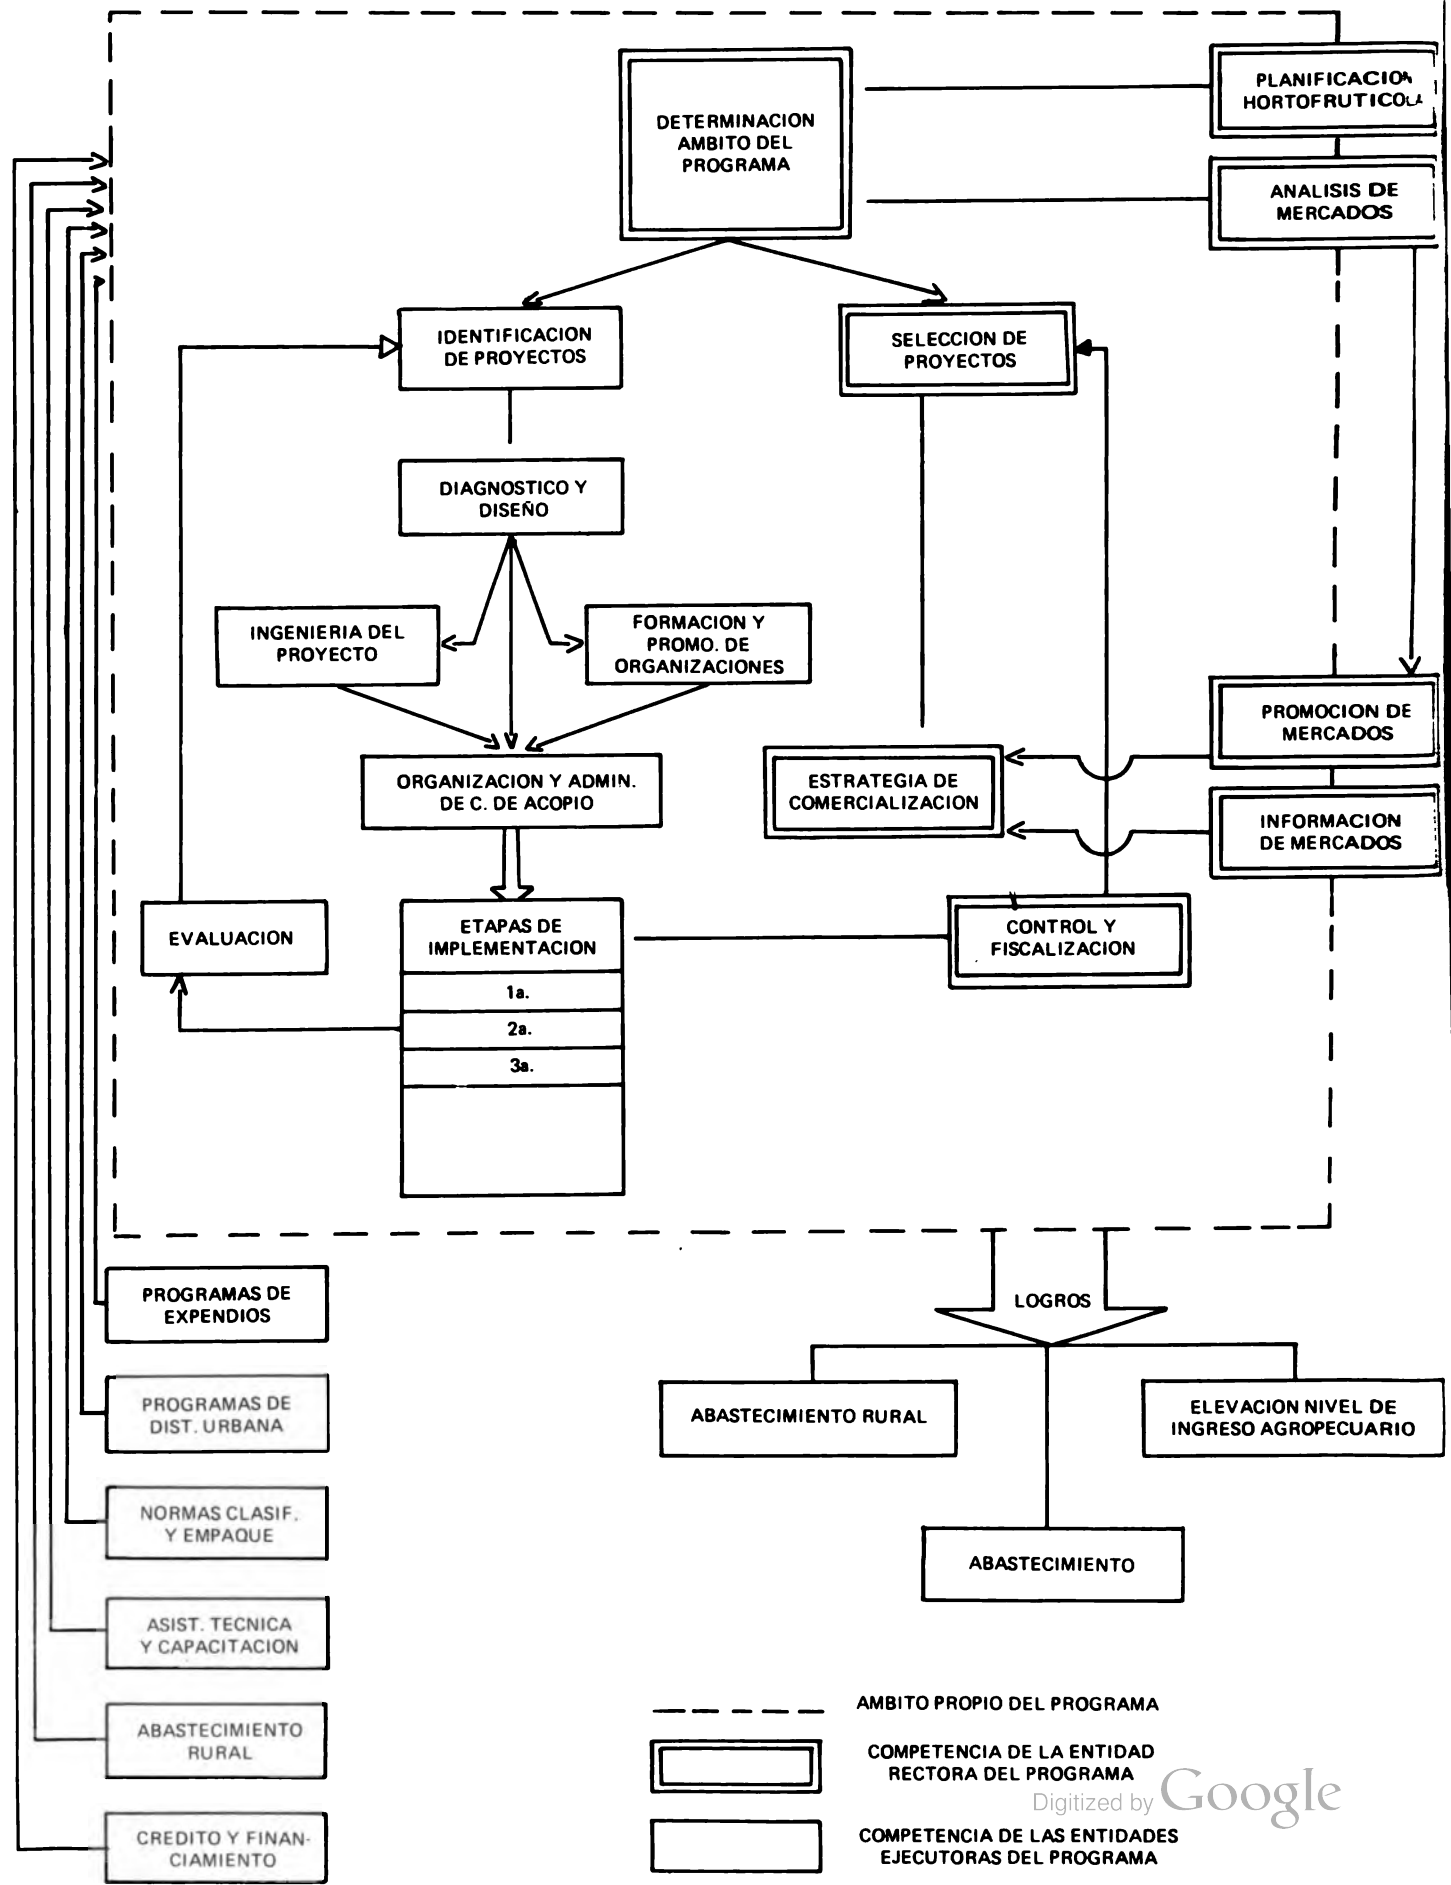 PLANIFICACION
HORTOFRUTICOLA
DETERMINACION
AMBITO DEL
PROGRAMA
ANALISIS DE
MERCADOS
IDENTIFICACION
DE PROYECTOS
SELECCION DE
PROYECTOS
DIAGNOSTICO Y
DISEÑO
INGENIERIA DEL
PROYECTO
FORMACION Y
PROMO. DE
ORGANIZACIONES
PROMOCION DE
MERCADOS
ORGANIZACION Y ADMIN.
DE C. DE ACOPIO
ESTRATEGIA DE
COMERCIALIZACION
INFORMACION
DE MERCADOS
EVALUACION
ETAPAS DE
IMPLEMENTACION
1a.
2a.
3a.
CONTROL Y
FISCALIZACION
PROGRAMAS DE
EXPENDIOS
LOGROS
PROGRAMAS DE
DIST. URBANA
ABASTECIMIENTO RURAL
ELEVACION NIVEL DE
INGRESO AGROPECUARIO
NORMAS CLASIF.
Y EMPAQUE
ABASTECIMIENTO
ASIST. TECNICA
Y CAPACITACION
ABASTECIMIENTO
RURAL
CREDITO Y FINAN-
CIAMIENTO
AMBITO PROPIO DEL PROGRAMA
COMPETENCIA DE LA ENTIDAD
RECTORA DEL PROGRAMA
COMPETENCIA DE LAS ENTIDADES
EJECUTORAS DEL PROGRAMA
Digitized by Google